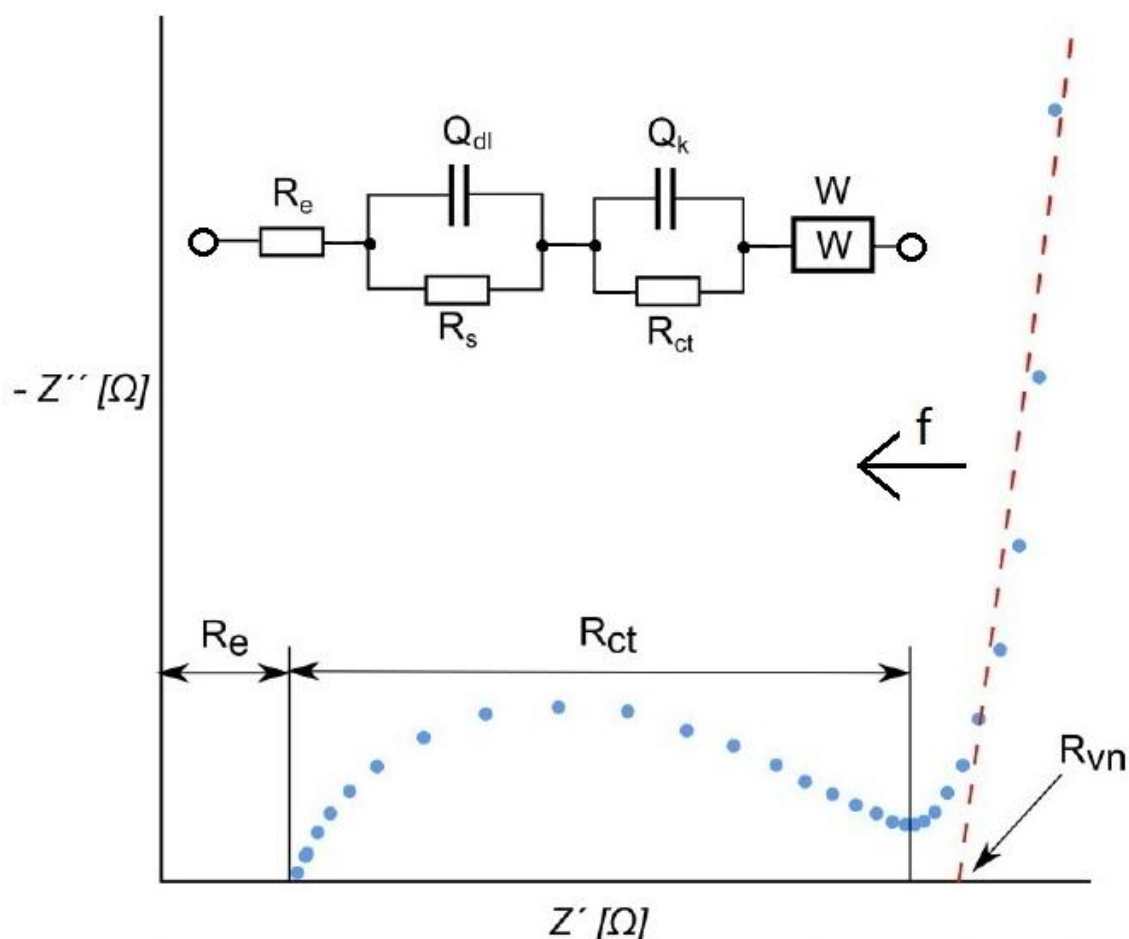 Q_dl
Q_k
R_e
W
W
R_s
R_ct
- Z´´ [Ω]
f
R_e
R_ct
R_vn
Z´ [Ω]